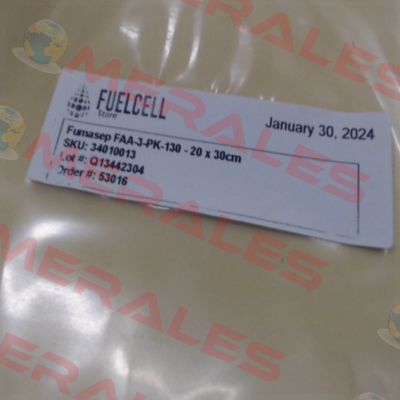 FUELCELL
Store
January 30, 2024
Fumasep FAA-3-PK-130 - 20 x 30cm
SKU: 34010013
Lot #: Q13442304
Order #: 53016
MERALES
MERALES
MERALES